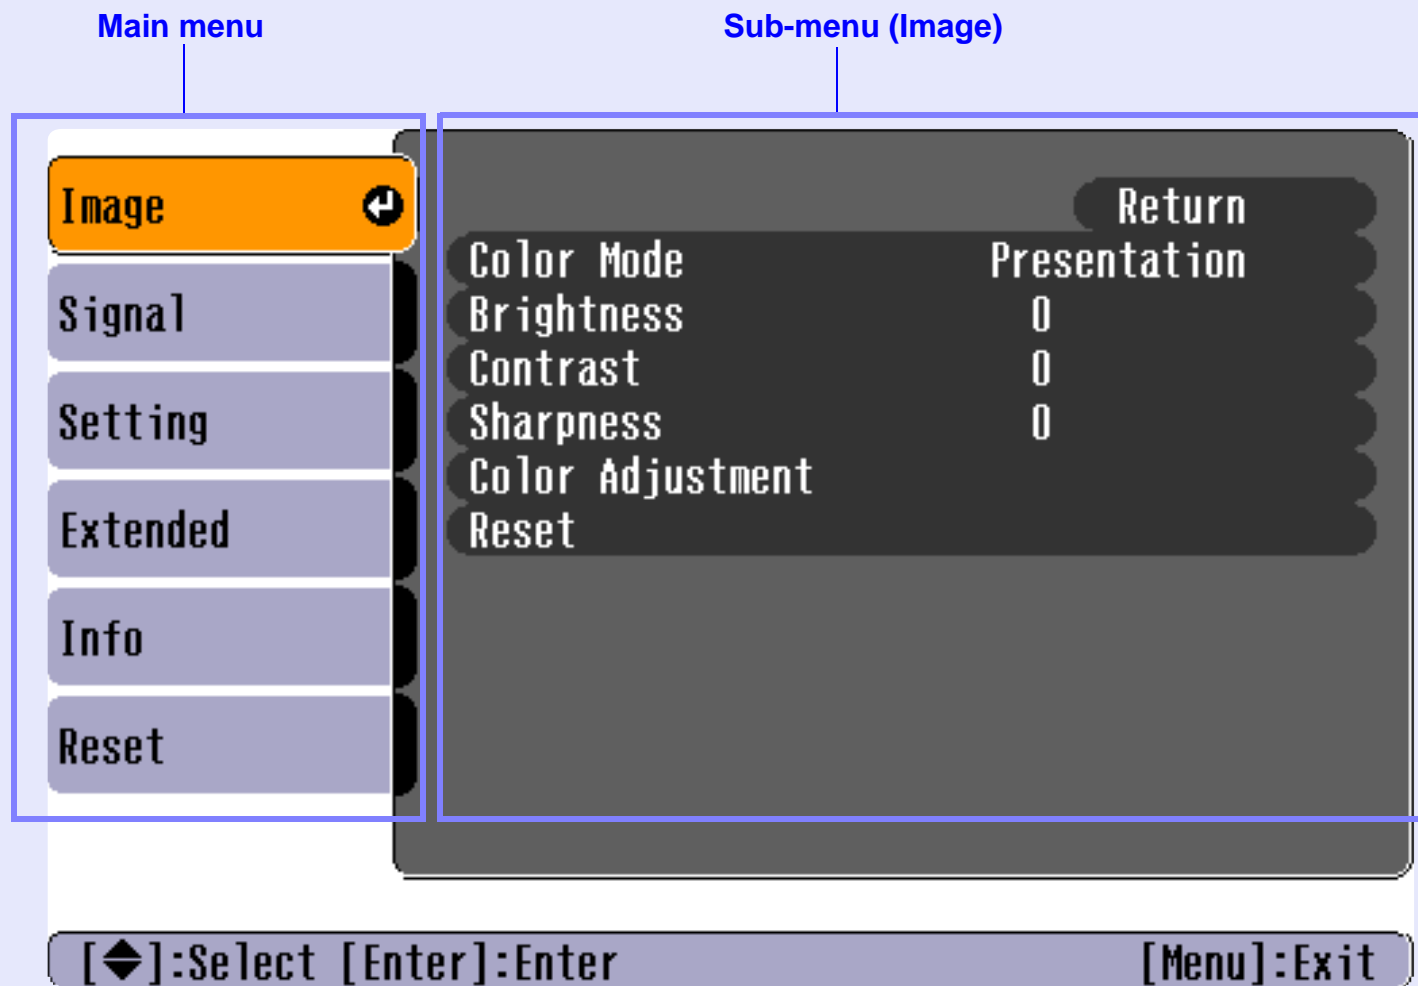 Main menu
Sub-menu (Image)
Image
Signal
Setting
Extended
Info
Reset
Return
Color Mode Presentation
Brightness 0
Contrast 0
Sharpness 0
Color Adjustment
Reset
[◆]:Select [Enter]:Enter [Menu]:Exit